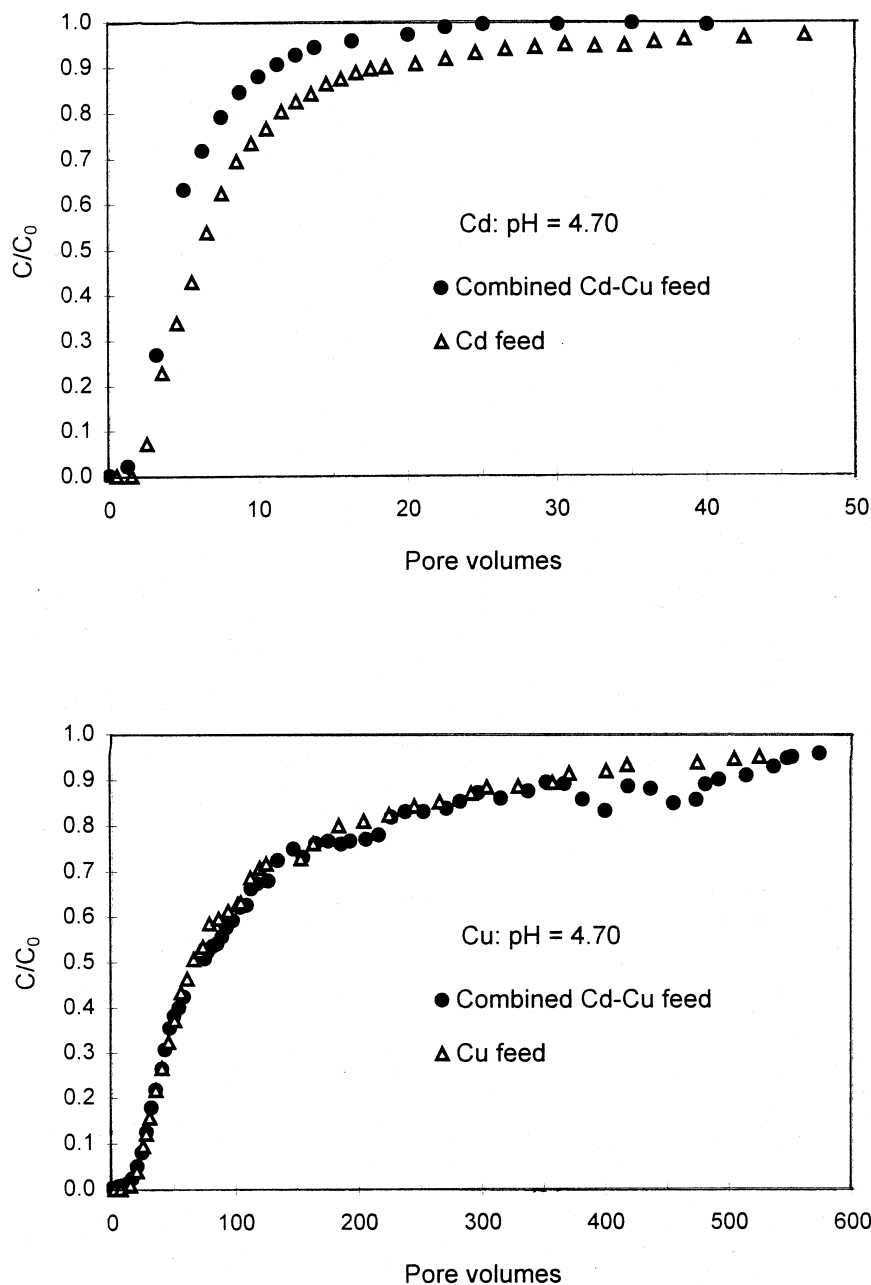 1.0
0.9
0.8
0.7
0.6
0.5
0.4
0.3
0.2
0.1
0.0
C/C0
Cd: pH = 4.70
Combined Cd-Cu feed
Cd feed
0 10 20 30 40 50
Pore volumes
1.0
0.9
0.8
0.7
0.6
0.5
0.4
0.3
0.2
0.1
0.0
C/C0
Cu: pH = 4.70
Combined Cd-Cu feed
Cu feed
0 100 200 300 400 500 600
Pore volumes